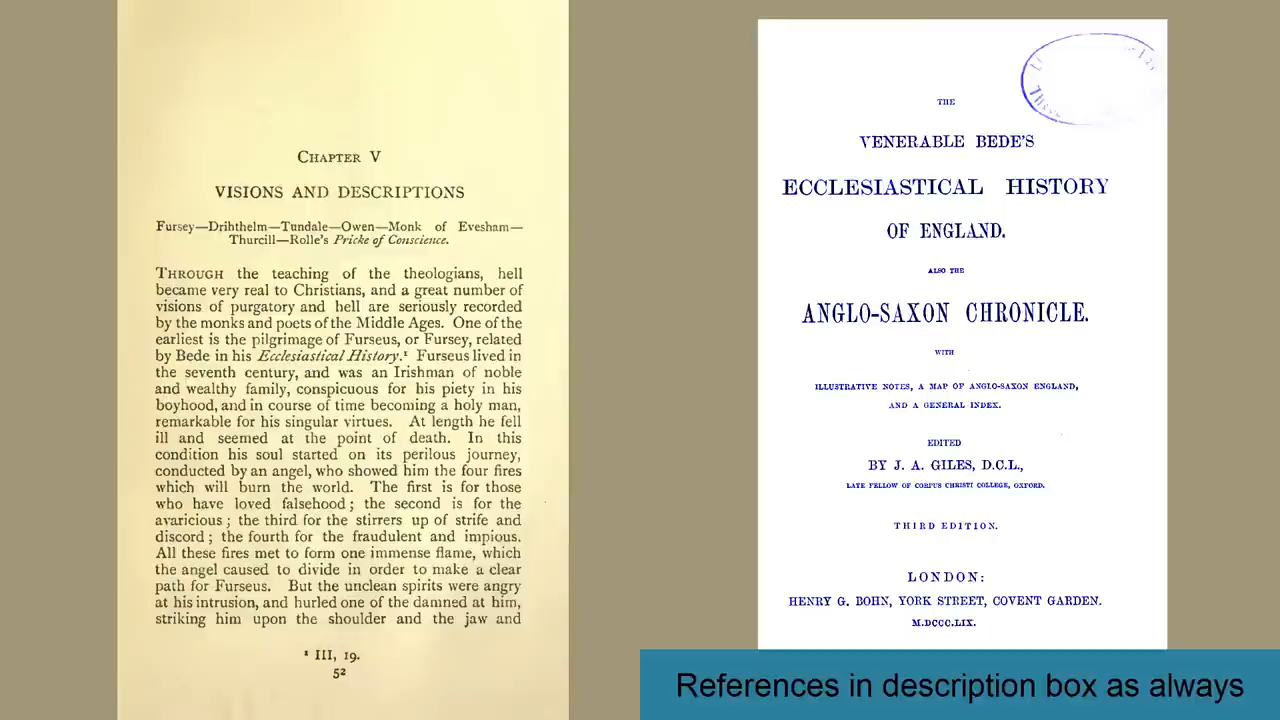 CHAPTER V
VISIONS AND DESCRIPTIONS
Fursey—Drihthelm—Tundale—Owen—Monk of Evesham—
Thurcill—Rolle's Pricke of Conscience.
THROUGH the teaching of the theologians, hell
became very real to Christians, and a great number of
visions of purgatory and hell are seriously recorded
by the monks and poets of the Middle Ages. One of the
earliest is the pilgrimage of Furseus, or Fursey, related
by Bede in his Ecclesiastical History.¹ Furseus lived in
the seventh century, and was an Irishman of noble
and wealthy family, conspicuous for his piety in his
boyhood, and in course of time becoming a holy man,
remarkable for his singular virtues. At length he fell
ill and seemed at the point of death. In this
condition his soul started on its perilous journey,
conducted by an angel, who showed him the four fires
which will burn the world. The first is for those
who have loved falsehood; the second is for the
avaricious; the third for the stirrers up of strife and
discord; the fourth for the fraudulent and impious.
All these fires met to form one immense flame, which
the angel caused to divide in order to make a clear
path for Furseus. But the unclean spirits were angry
at his intrusion, and hurled one of the damned at him,
striking him upon the shoulder and the jaw and
¹ III, 19.
52
THE
VENERABLE BEDE'S
ECCLESIASTICAL HISTORY
OF ENGLAND.
ALSO THE
ANGLO-SAXON CHRONICLE.
WITH
ILLUSTRATIVE NOTES, A MAP OF ANGLO-SAXON ENGLAND,
AND A GENERAL INDEX.
EDITED
BY J. A. GILES, D.C.L.,
LATE FELLOW OF CORPUS CHRISTI COLLEGE, OXFORD.
THIRD EDITION.
LONDON:
HENRY G. BOHN, YORK STREET, COVENT GARDEN.
M.DCCC.LIX.
References in description box as always